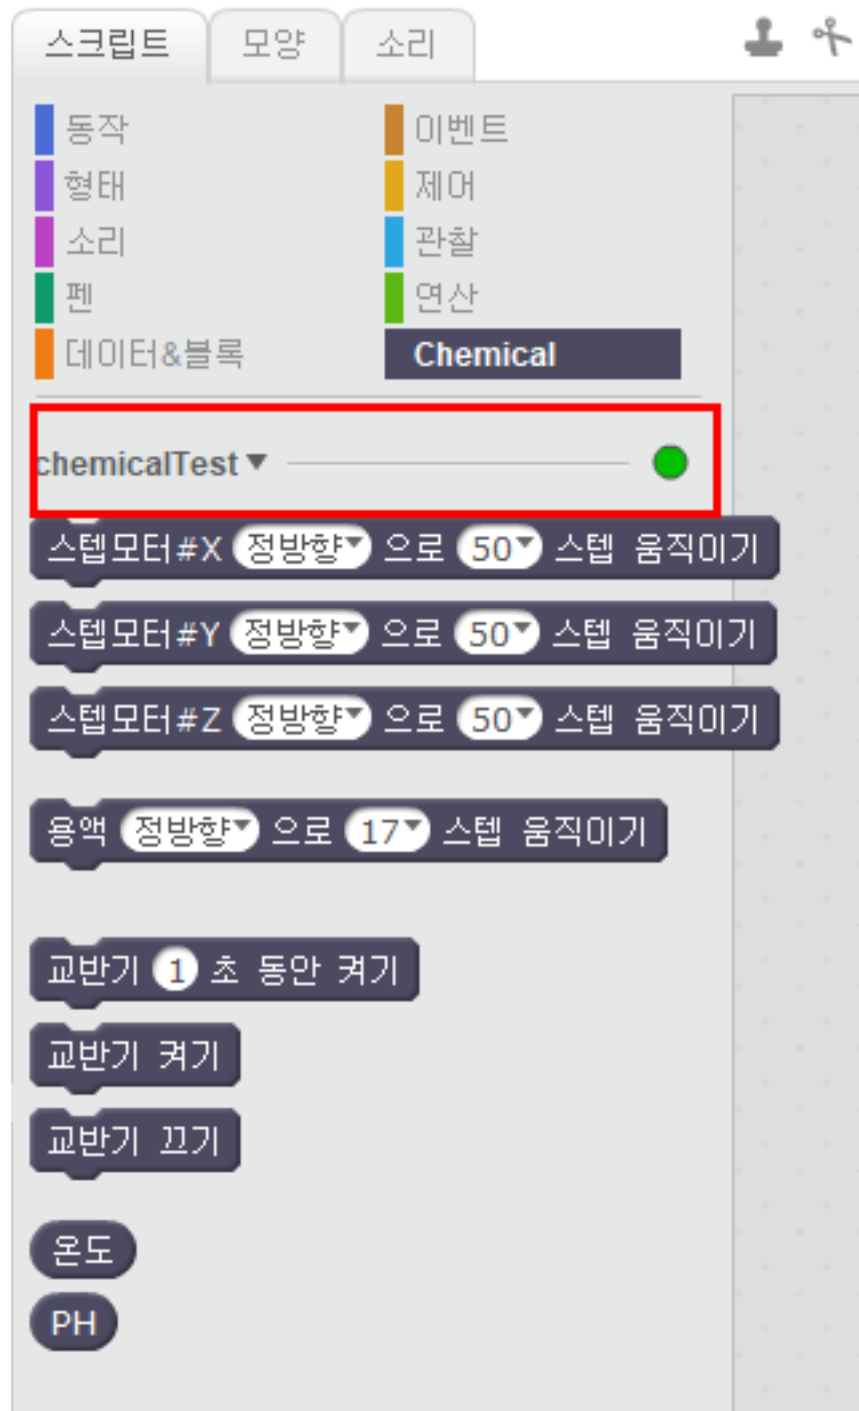 스크립트 모양 소리
동작 이벤트
형태 제어
소리 관찰
펜 연산
데이터&블록 Chemical
chemicalTest
스텝모터#X 정방향 으로 50 스텝 움직이기
스텝모터#Y 정방향 으로 50 스텝 움직이기
스텝모터#Z 정방향 으로 50 스텝 움직이기
용액 정방향 으로 17 스텝 움직이기
교반기 1 초 동안 켜기
교반기 켜기
교반기 끄기
온도
PH